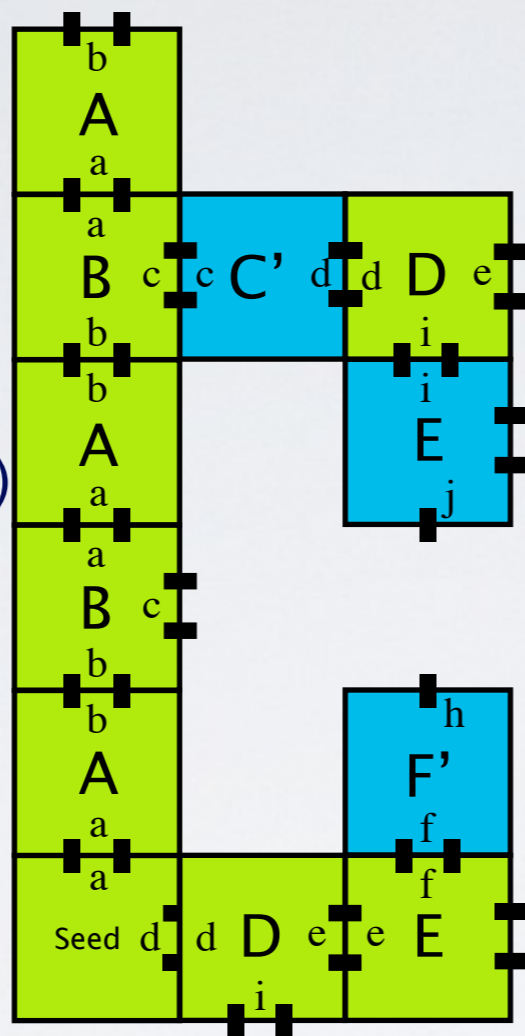 b
A
a
a
B c c C’ d d D e
b i
b i
A E
a j
a
B c
b
b h
A F’
a f
a f
Seed d d D e e E
i
)